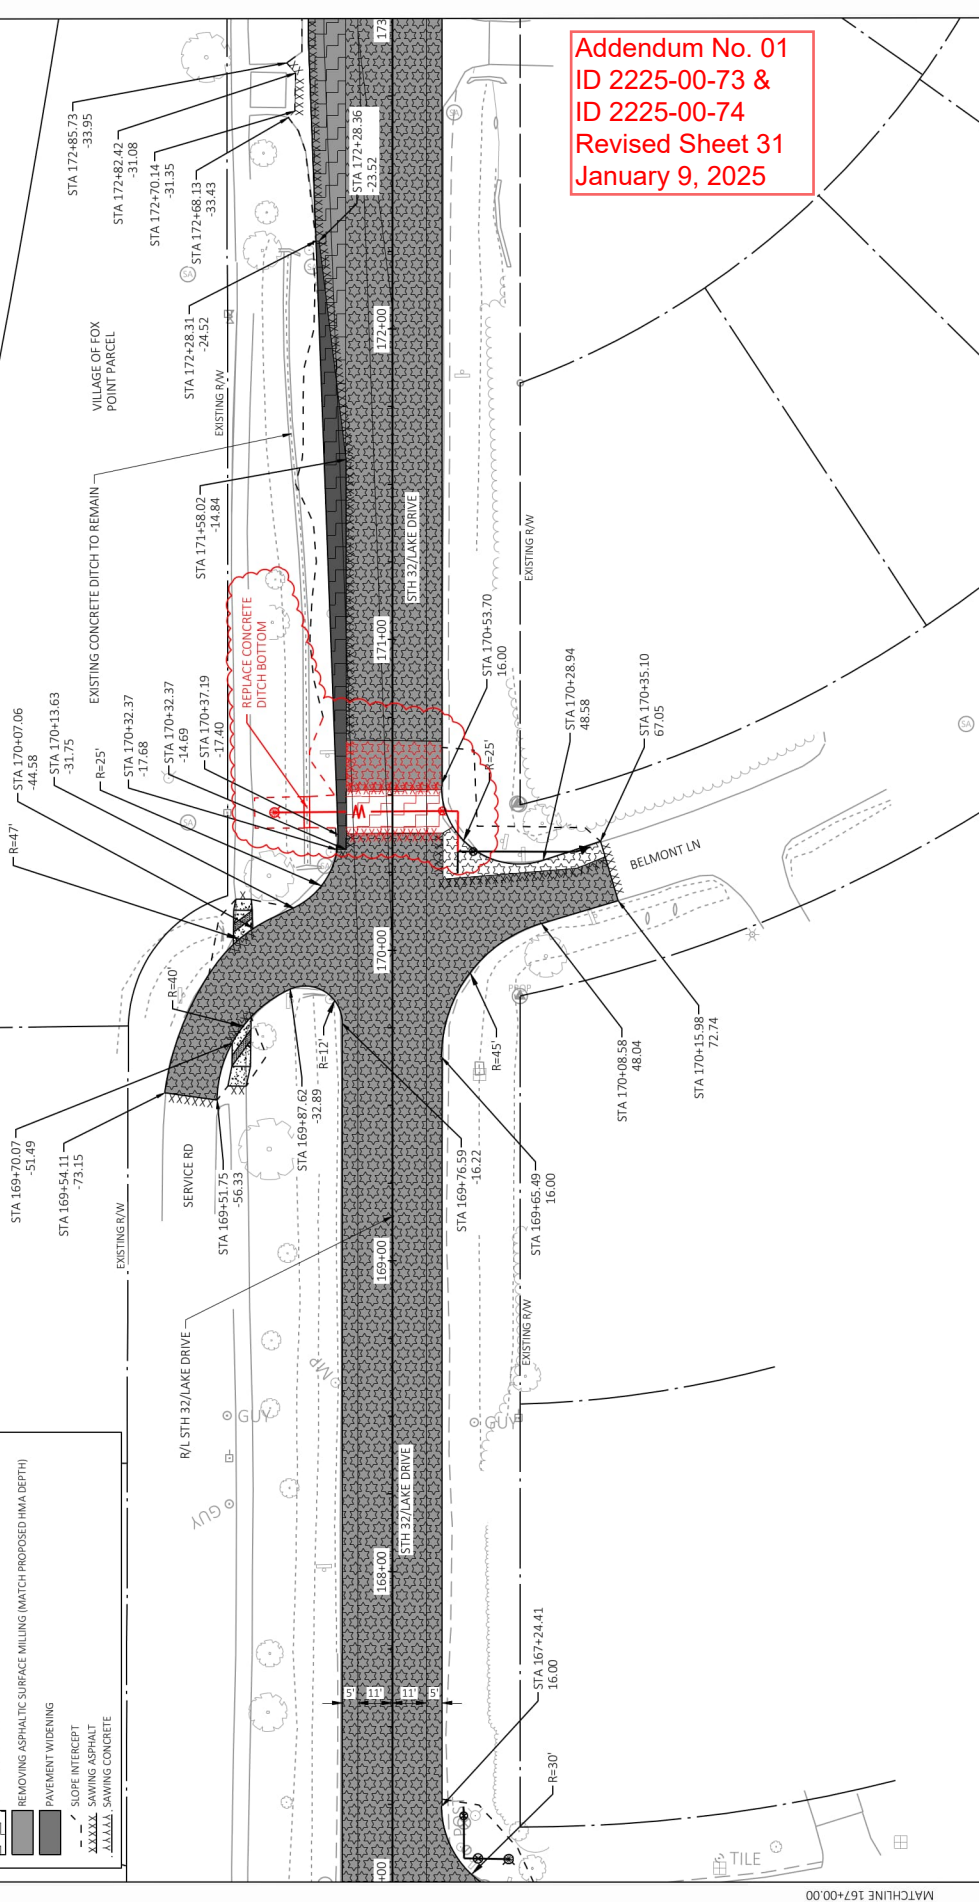 Addendum No. 01
ID 2225-00-73 &
ID 2225-00-74
Revised Sheet 31
January 9, 2025
173
STA 172+85.73
-33.95
STA 172+82.42
-31.08
STA 172+70.14
-31.35
STA 172+68.13
-33.43
STA 172+28.36
-23.52
STA 172+28.31
-24.52
SA
SA
VILLAGE OF FOX
POINT PARCEL
EXISTING R/W
172+00
EXISTING CONCRETE DITCH TO REMAIN
STA 171+58.02
-14.84
STH 32/LAKE DRIVE
EXISTING R/W
REPLACE CONCRETE
DITCH BOTTOM
171+00
STA 170+53.70
16.00
STA 170+28.94
48.58
STA 170+35.10
67.05
R=25'
STA 170+07.06
-44.58
STA 170+13.63
-31.75
R=25'
STA 170+32.37
-17.68
STA 170+32.37
-14.69
STA 170+37.19
-17.40
R=47'
SA
SA
BELMONT LN
170+00
R=40'
R=12'
R=45'
PROP
STA 170+08.58
48.04
STA 170+15.98
72.74
STA 169+70.07
-51.49
STA 169+54.11
-73.15
SERVICE RD
STA 169+51.75
-56.33
STA 169+87.62
-32.89
STA 169+76.59
-16.22
STA 169+65.49
16.00
EXISTING R/W
169+00
EXISTING R/W
R/L STH 32/LAKE DRIVE
MP
GUY
GUY
GUY
STH 32/LAKE DRIVE
168+00
5'
11'
11'
5'
STA 167+24.41
16.00
R=30'
POST
TILE
+00
REMOVING ASPHALTIC SURFACE MILLING (MATCH PROPOSED HMA DEPTH)
PAVEMENT WIDENING
SLOPE INTERCEPT
SAWING ASPHALT
SAWING CONCRETE
MATCHLINE 167+00.00